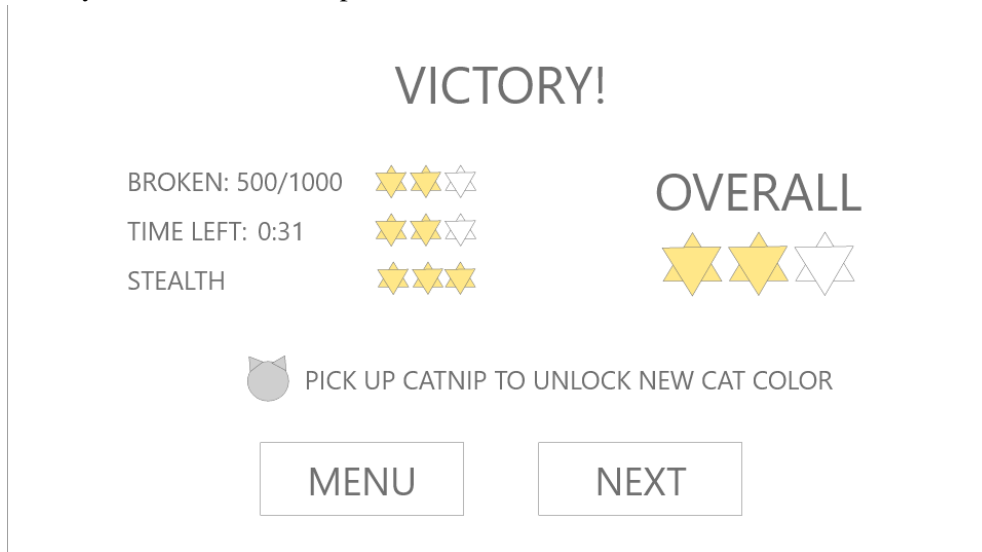 VICTORY!
BROKEN: 500/1000
TIME LEFT: 0:31
STEALTH
OVERALL
PICK UP CATNIP TO UNLOCK NEW CAT COLOR
MENU
NEXT